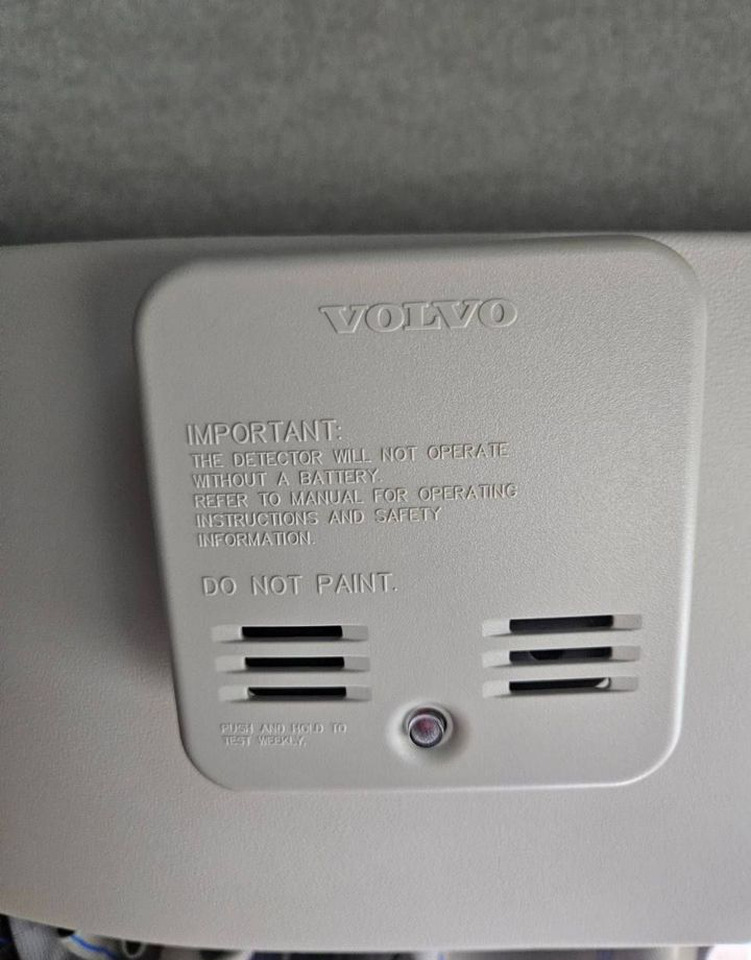 VOLVO
IMPORTANT:
THE DETECTOR WILL NOT OPERATE
WITHOUT A BATTERY.
REFER TO MANUAL FOR OPERATING
INSTRUCTIONS AND SAFETY
INFORMATION.
DO NOT PAINT.
PUSH AND HOLD TO
TEST WEEKLY.